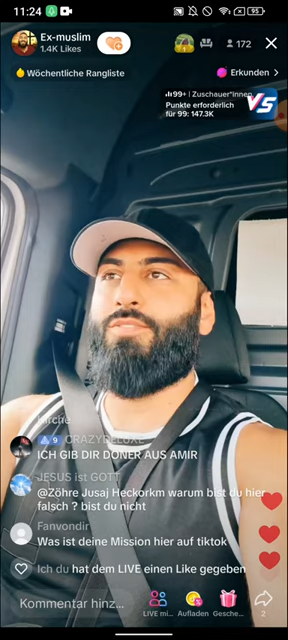 11:24
95
Ex-muslim
1.4K Likes
172
Wöchentliche Rangliste
Erkunden
99+ | Zuschauer*innen
Punkte erforderlich
für 99: 147.3K
VS
Kirche
9 CRAZYDELUXE
ICH GIB DIR DÖNER AUS AMIR
JESUS ist GOTT
@Zöhre Jusaj Heckorkm warum bist du hier
falsch ? bist du nicht
Fanvondir
Was ist deine Mission hier auf tiktok
Ich du hat dem LIVE einen Like gegeben
Kommentar hinz...
LIVE mi...
Aufladen
Gesche...
2